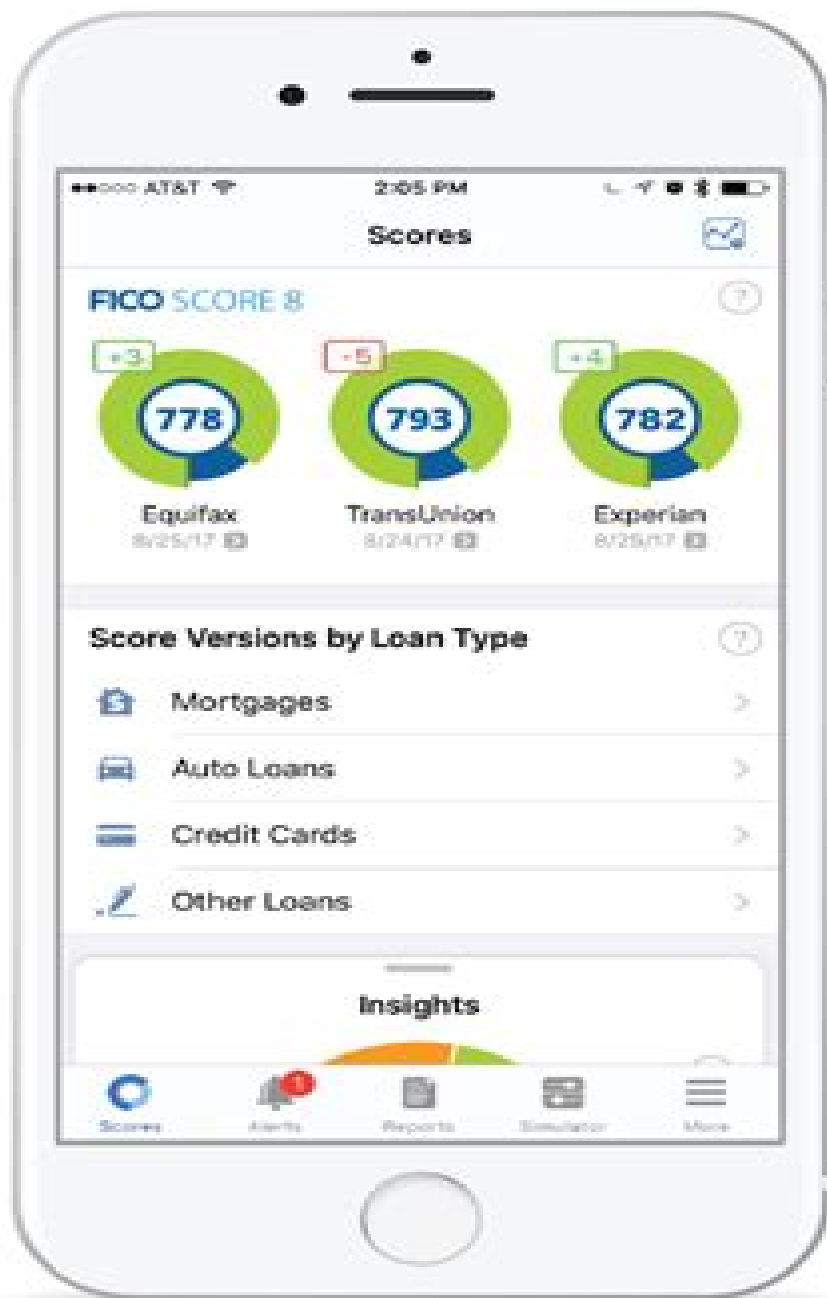 AT&T 2:05 PM
Scores
FICO SCORE 8
?
+3 -5 +4
778 793 782
Equifax TransUnion Experian
8/25/17 8/24/17 8/25/17
Score Versions by Loan Type
?
Mortgages
Auto Loans
Credit Cards
Other Loans
Insights
1
Scores Alerts Reports Simulator More